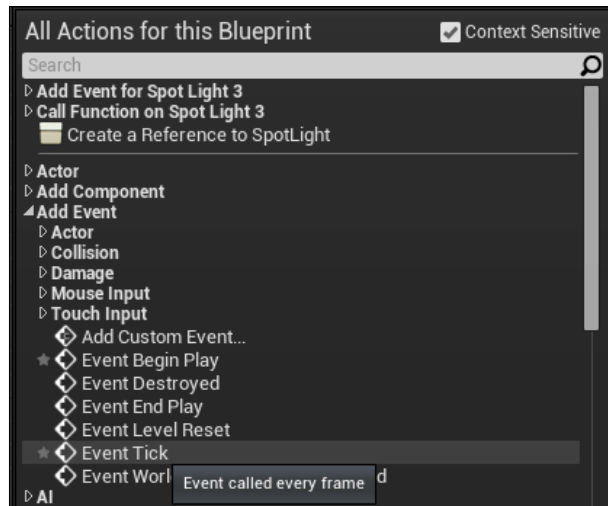 All Actions for this Blueprint Context Sensitive
Search
Add Event for Spot Light 3
Call Function on Spot Light 3
Create a Reference to SpotLight
Actor
Add Component
Add Event
Actor
Collision
Damage
Mouse Input
Touch Input
Add Custom Event...
Event Begin Play
Event Destroyed
Event End Play
Event Level Reset
Event Tick
Event Worl d
Event called every frame
AI